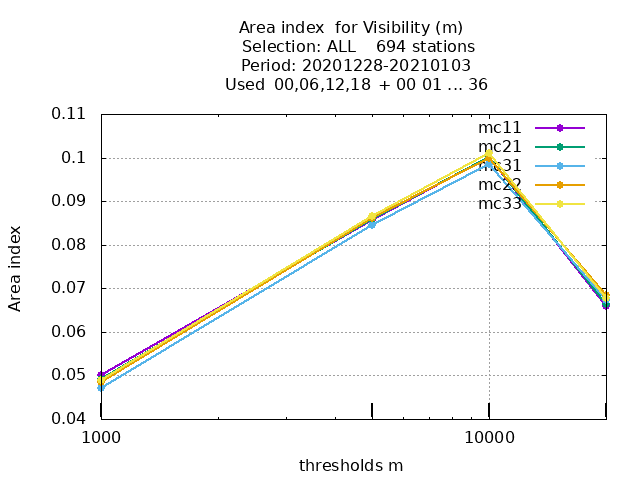 Area index  for Visibility (m)
Selection: ALL    694 stations
Period: 20201228-20210103
Used  00,06,12,18  + 00 01 ... 36
0.11
0.1
0.09
0.08
0.07
0.06
0.05
0.04
1000
10000
Area index
thresholds m
mc11
mc21
mc31
mc22
mc33